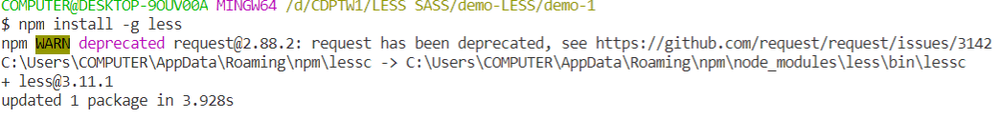 COMPUTER@DESKTOP-9OUV00A MINGW64 /d/CDPTW1/LESS SASS/demo-LESS/demo-1
$ npm install -g less
npm WARN deprecated request@2.88.2: request has been deprecated, see https://github.com/request/request/issues/3142
C:\Users\COMPUTER\AppData\Roaming\npm\lessc -> C:\Users\COMPUTER\AppData\Roaming\npm\node_modules\less\bin\lessc
+ less@3.11.1
updated 1 package in 3.928s